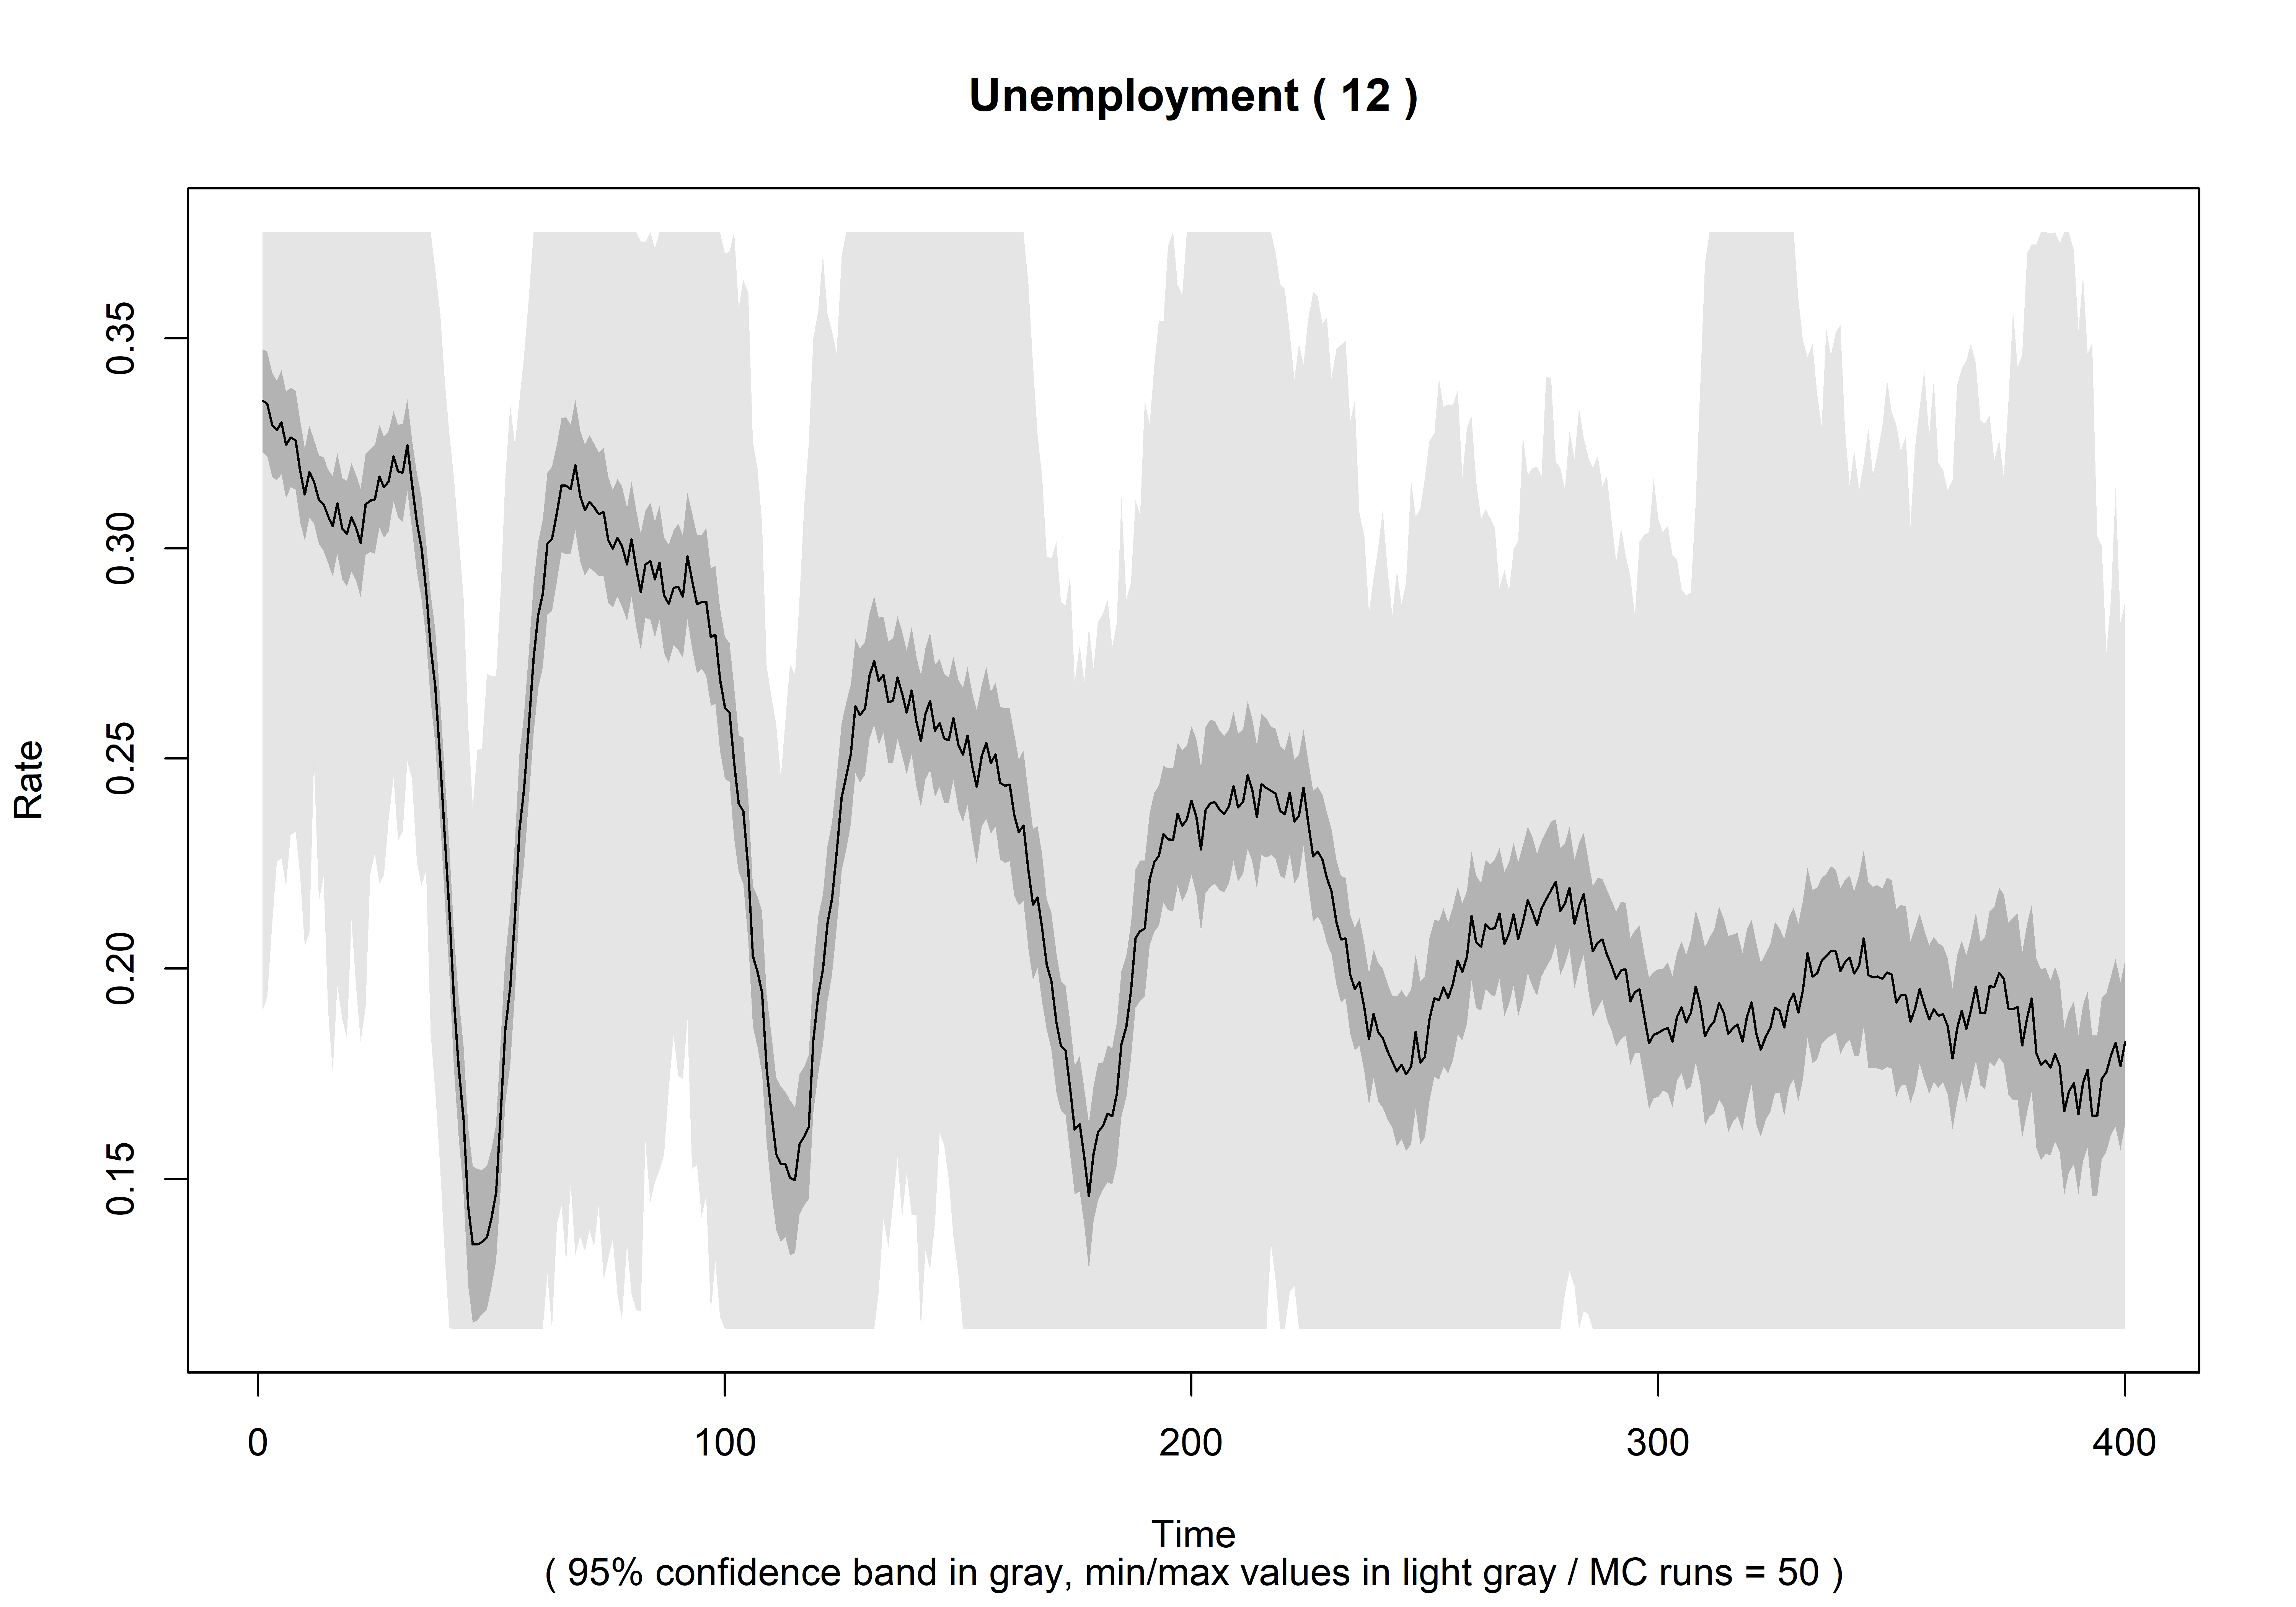 Unemployment ( 12 )
Rate
0.35
0.30
0.25
0.20
0.15
0 100 200 300 400
Time
( 95% confidence band in gray, min/max values in light gray / MC runs = 50 )